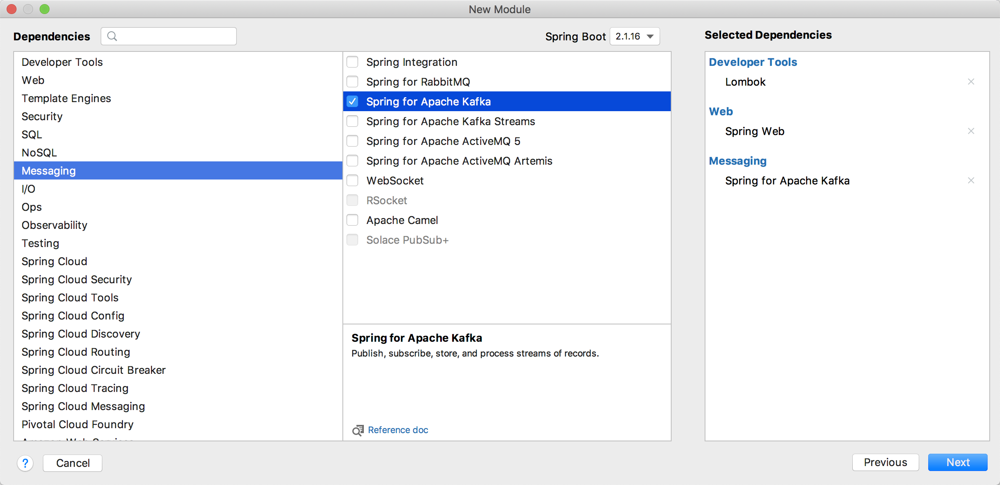 New Module
Dependencies
Spring Boot 2.1.16
Selected Dependencies
Developer Tools
Web
Template Engines
Security
SQL
NoSQL
Messaging
I/O
Ops
Observability
Testing
Spring Cloud
Spring Cloud Security
Spring Cloud Tools
Spring Cloud Config
Spring Cloud Discovery
Spring Cloud Routing
Spring Cloud Circuit Breaker
Spring Cloud Tracing
Spring Cloud Messaging
Pivotal Cloud Foundry
Amazon Web Services
Spring Integration
Spring for RabbitMQ
Spring for Apache Kafka
Spring for Apache Kafka Streams
Spring for Apache ActiveMQ 5
Spring for Apache ActiveMQ Artemis
WebSocket
RSocket
Apache Camel
Solace PubSub+
Spring for Apache Kafka
Publish, subscribe, store, and process streams of records.
Reference doc
Developer Tools
Lombok
Web
Spring Web
Messaging
Spring for Apache Kafka
?
Cancel
Previous
Next